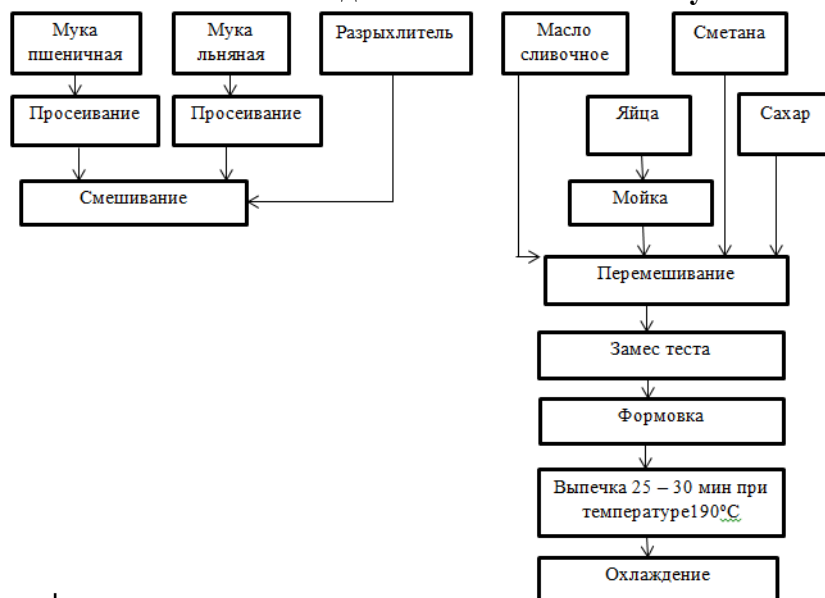 Мука
пшеничная
Мука
льняная
Разрыхлитель
Масло
сливочное
Сметана
Просеивание
Просеивание
Яйца
Сахар
Смешивание
Мойка
Перемешивание
Замес теста
Формовка
Выпечка 25 – 30 мин при
температуре190°С
Охлаждение